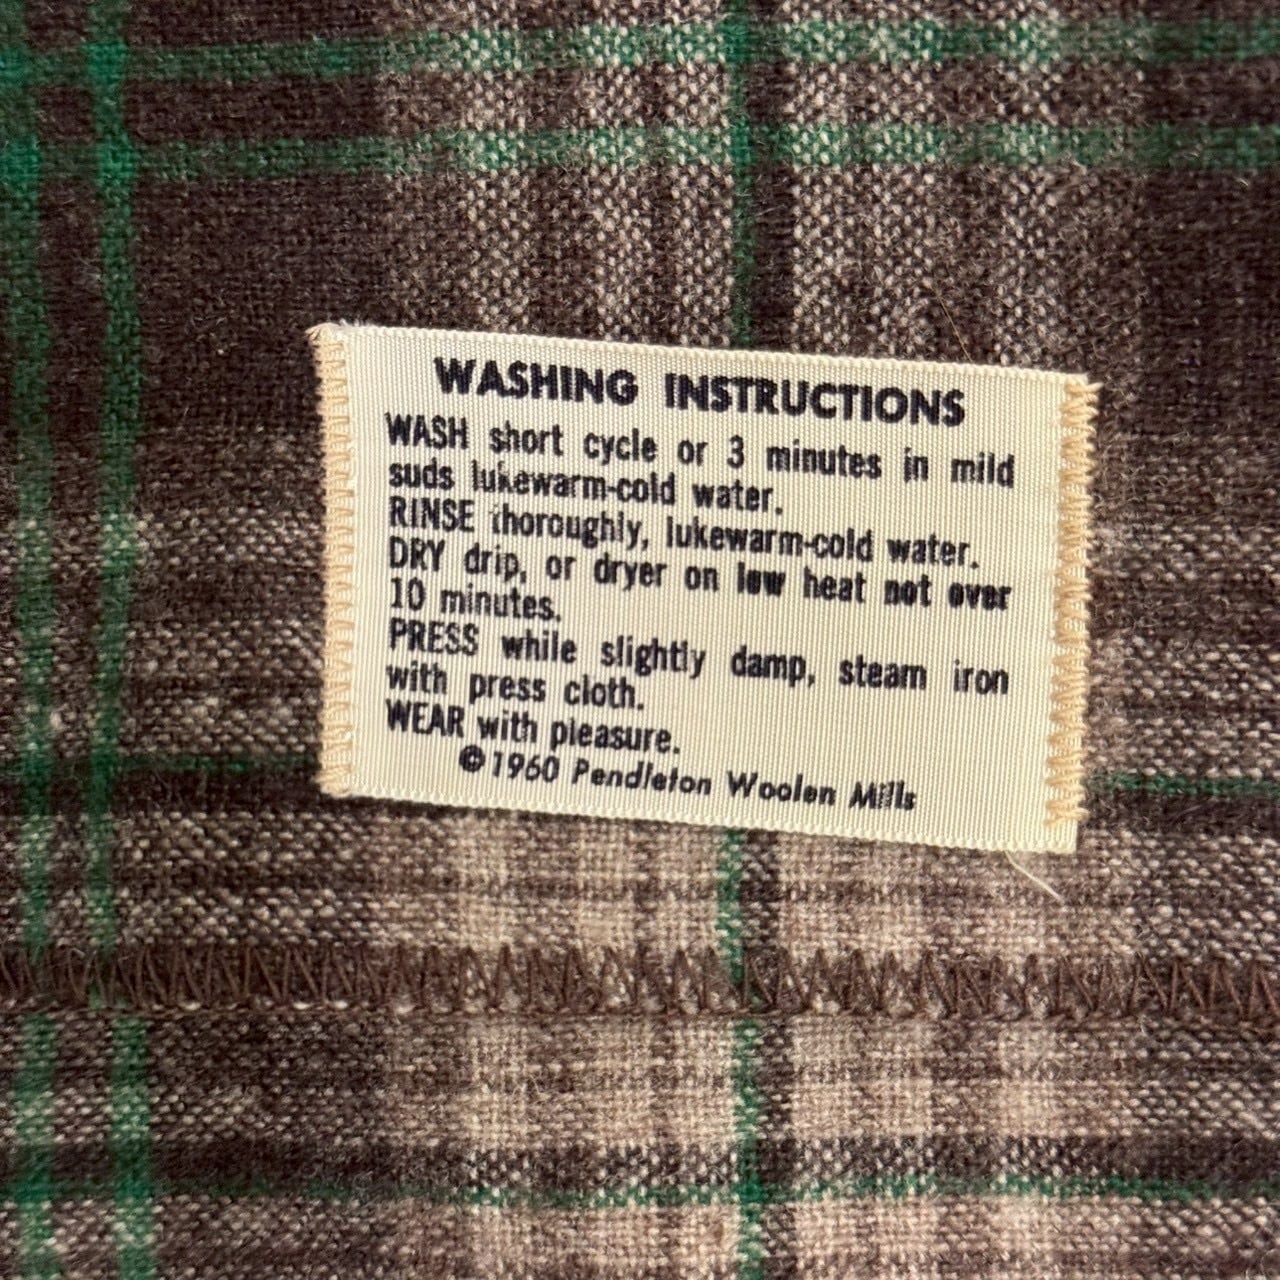 WASHING INSTRUCTIONS
WASH short cycle or 3 minutes in mild
suds lukewarm-cold water.
RINSE thoroughly, lukewarm-cold water.
DRY drip, or dryer on low heat not over
10 minutes.
PRESS while slightly damp, steam iron
with press cloth.
WEAR with pleasure.
©1960 Pendleton Woolen Mills